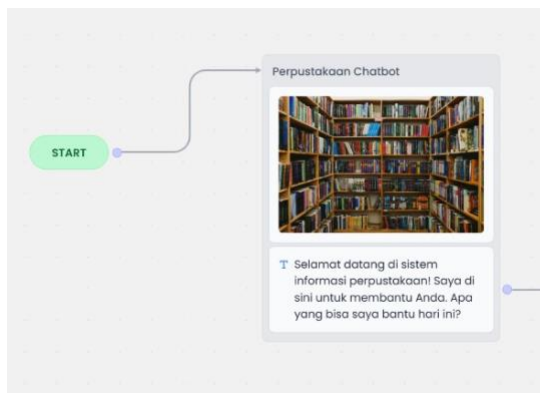 START
Perpustakaan Chatbot
T Selamat datang di sistem
informasi perpustakaan! Saya di
sini untuk membantu Anda. Apa
yang bisa saya bantu hari ini?